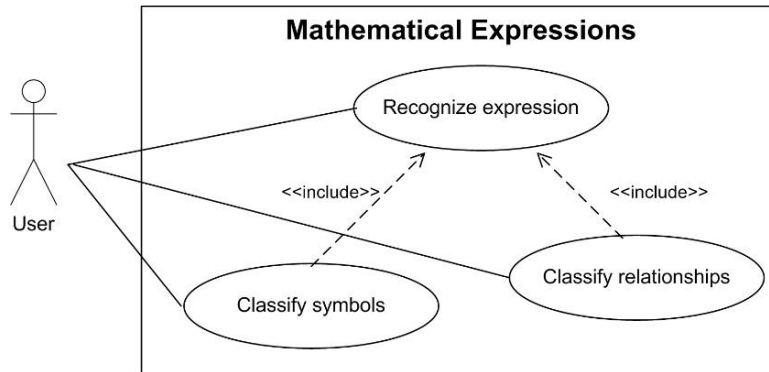 Mathematical Expressions
Recognize expression
<<include>>
<<include>>
User
Classify relationships
Classify symbols